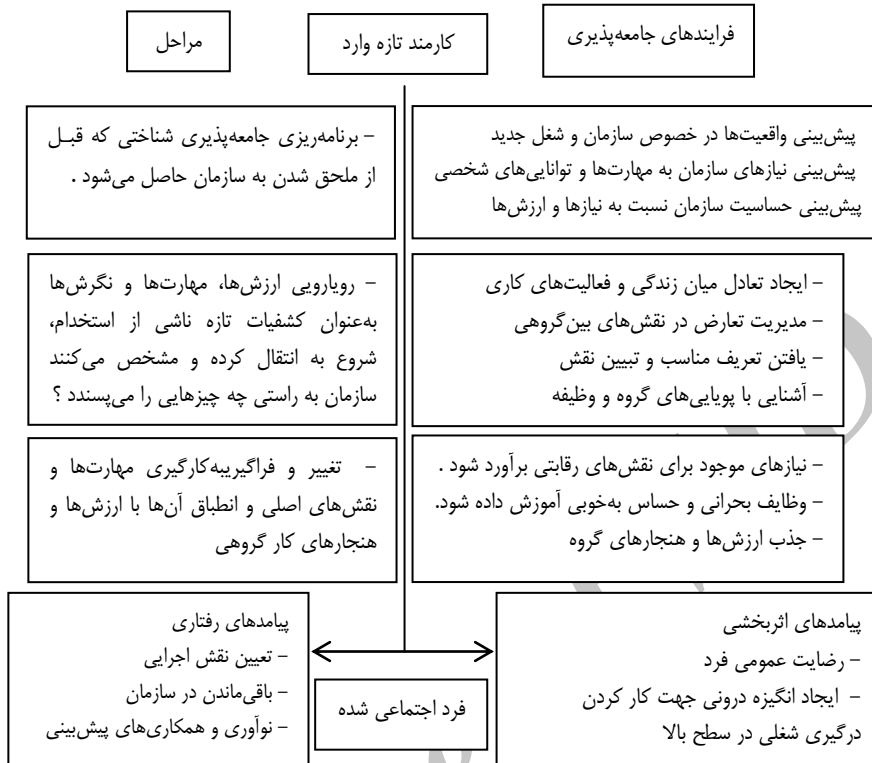 فرایندهای جامعه‌پذیری
کارمند تازه وارد
مراحل
پیش‌بینی واقعیت‌ها در خصوص سازمان و شغل جدید
پیش‌بینی نیازهای سازمان به مهارت‌ها و توانایی‌های شخصی
پیش‌بینی حساسیت سازمان نسبت به نیازها و ارزش‌ها
- برنامه‌ریزی جامعه‌پذیری شناختی که قبل
از ملحق شدن به سازمان حاصل می‌شود .
- ایجاد تعادل میان زندگی و فعالیت‌های کاری
- مدیریت تعارض در نقش‌های بین‌گروهی
- یافتن تعریف مناسب و تبیین نقش
- آشنایی با پویایی‌های گروه و وظیفه
- رویارویی ارزش‌ها، مهارت‌ها و نگرش‌ها
به‌عنوان کشفیات تازه ناشی از استخدام،
شروع به انتقال کرده و مشخص می‌کنند
سازمان به راستی چه چیزهایی را می‌پسندد ؟
- نیازهای موجود برای نقش‌های رقابتی برآورد شود .
- وظایف بحرانی و حساس به‌خوبی آموزش داده شود.
- جذب ارزش‌ها و هنجارهای گروه
- تغییر و فراگیریبه‌کارگیری مهارت‌ها و
نقش‌های اصلی و انطباق آن‌ها با ارزش‌ها و
هنجارهای کار گروهی
پیامدهای اثربخشی
- رضایت عمومی فرد
- ایجاد انگیزه درونی جهت کار کردن
درگیری شغلی در سطح بالا
فرد اجتماعی شده
پیامدهای رفتاری
- تعیین نقش اجرایی
- باقی‌ماندن در سازمان
- نوآوری و همکاری‌های پیش‌بینی